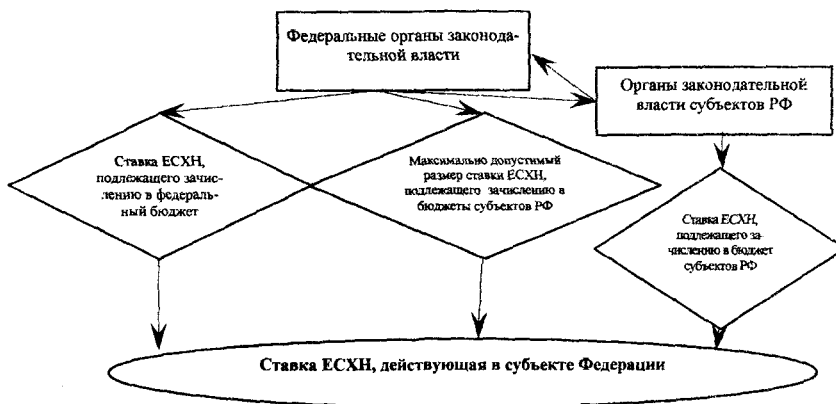 Федеральные органы законода-
тельной власти
Органы законодательной
власти субъектов РФ
Ставка ЕСХН,
подлежащего зачис-
лению в федераль-
ный бюджет
Максимально допустимый
размер ставки ЕСХН,
подлежащего зачислению в
бюджеты субъектов РФ
Ставка ЕСХН,
подлежащего за-
числению в бюджет
субъектов РФ
Ставка ЕСХН, действующая в субъекте Федерации